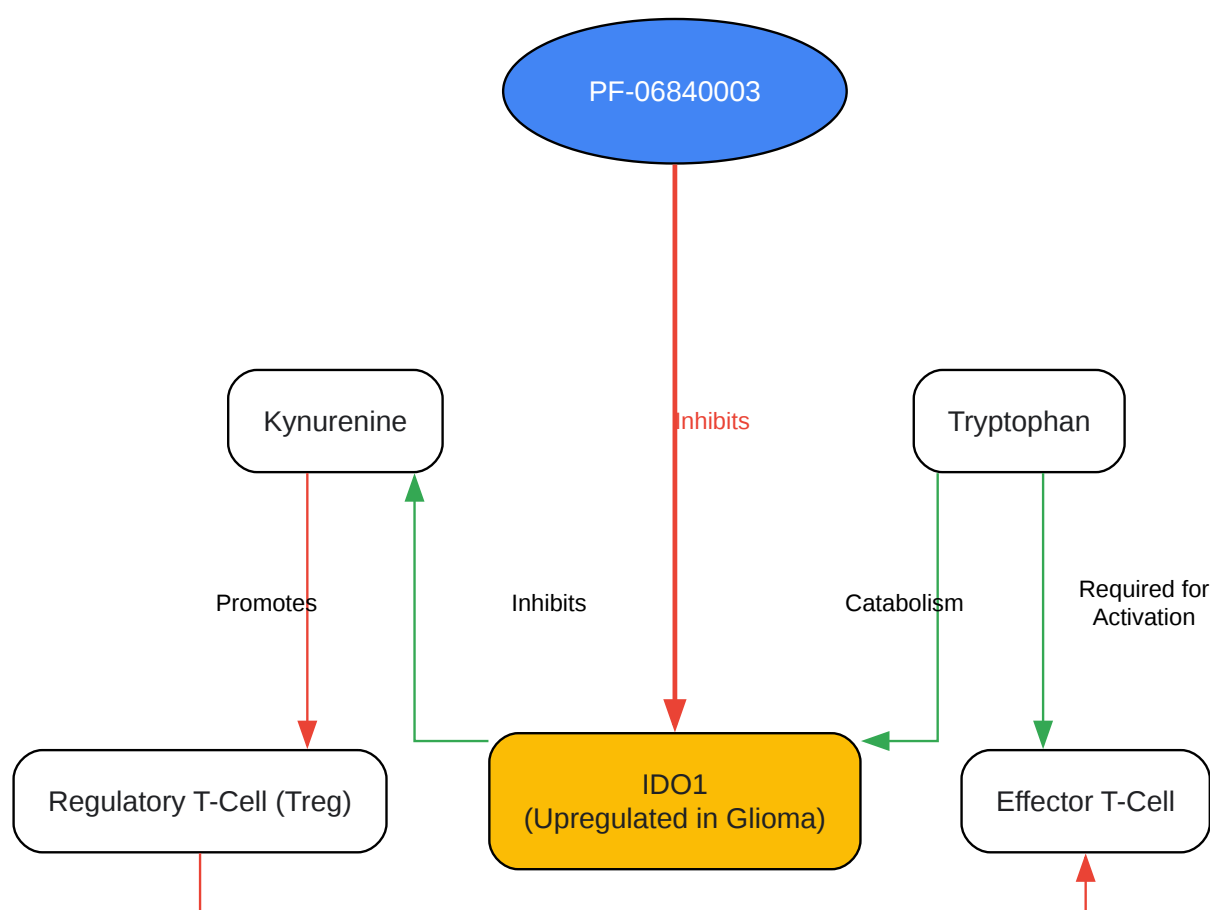 PF-06840003
Kynurenine
Inhibits
Tryptophan
Promotes
Inhibits
Catabolism
Required for
Activation
Regulatory T-Cell (Treg)
IDO1
(Upregulated in Glioma)
Effector T-Cell